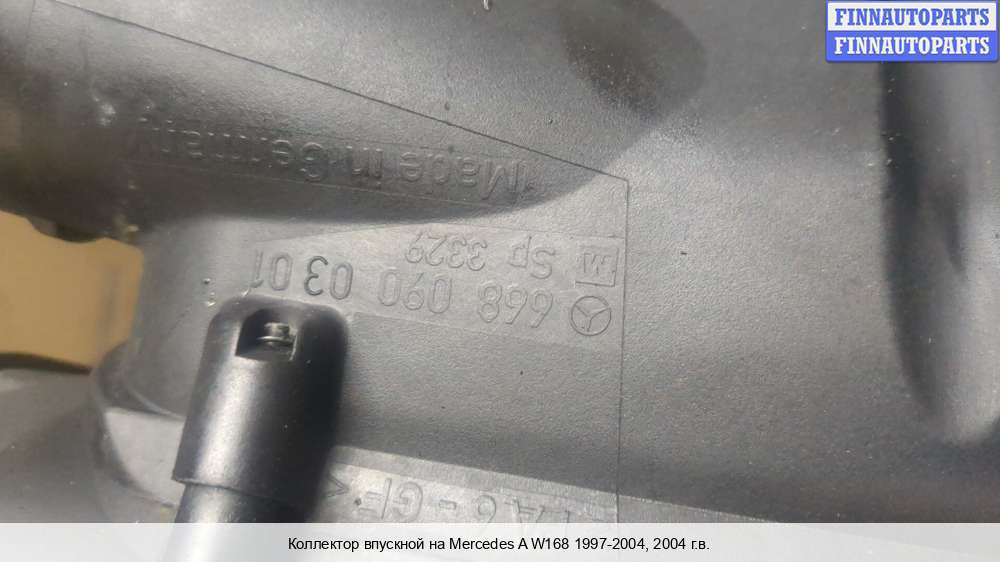 FINNAUTOPARTS
FINNAUTOPARTS
Made in Germany
Sp 3329
668 090 03 01
Коллектор впускной на Mercedes A W168 1997-2004, 2004 г.в.